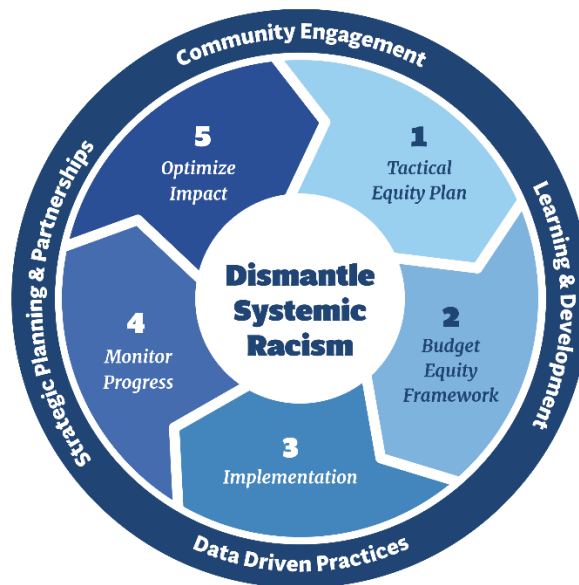 Community Engagement
Learning & Development
Data Driven Practices
Strategic Planning & Partnerships
1
Tactical
Equity Plan
2
Budget
Equity
Framework
3
Implementation
4
Monitor
Progress
5
Optimize
Impact
Dismantle
Systemic
Racism